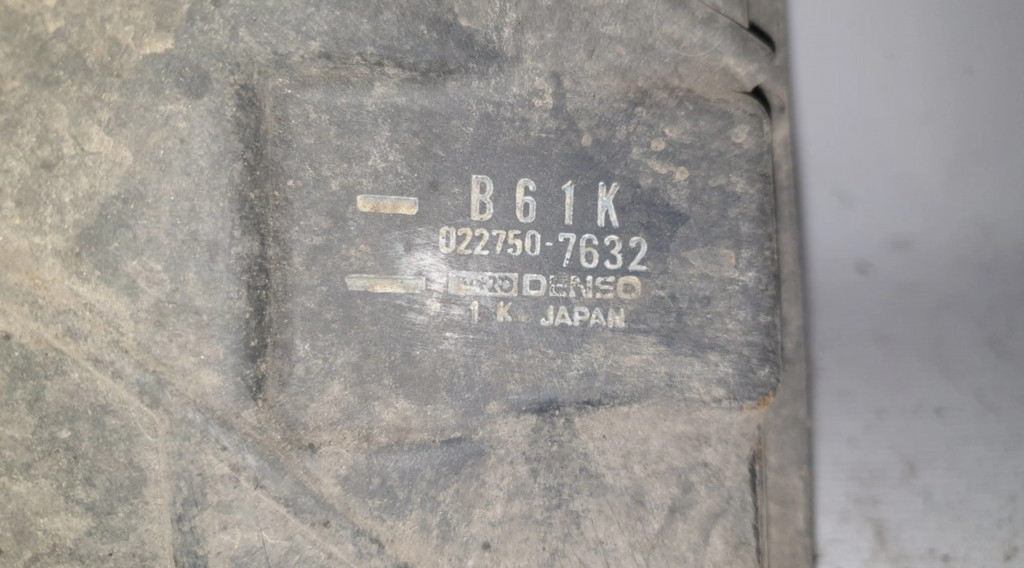 B61K
022750-7632
DENSO
1 K JAPAN